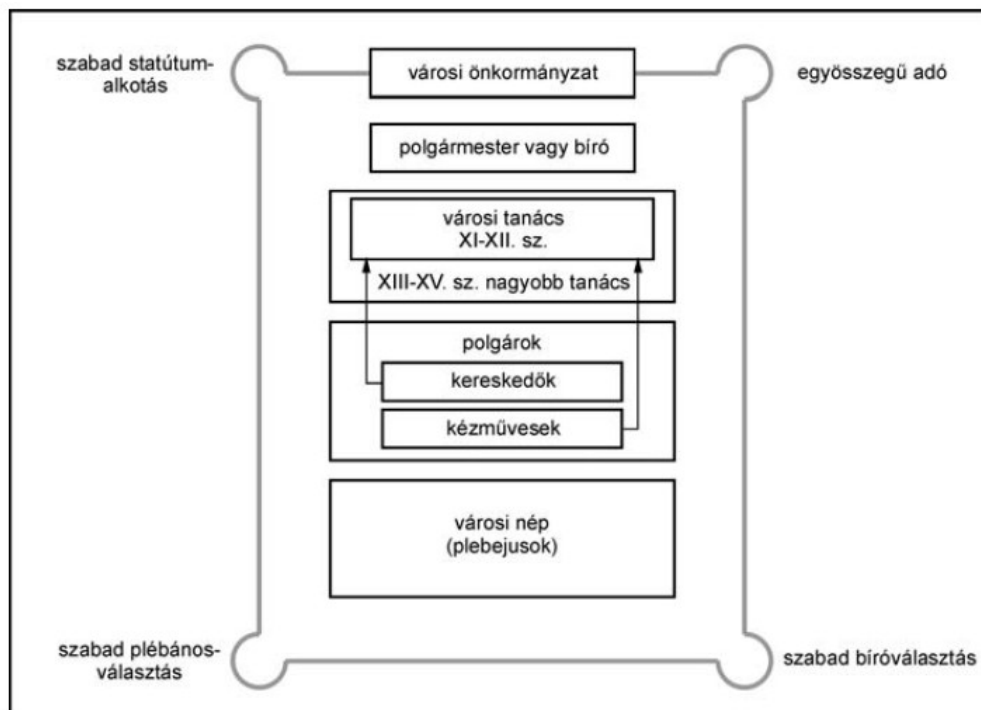 szabad statútum-
alkotás
városi önkormányzat
egyösszegű adó
polgármester vagy bíró
városi tanács
XI-XII. sz.
XIII-XV. sz. nagyobb tanács
polgárok
kereskedők
kézművesek
városi nép
(plebejusok)
szabad plébános-
választás
szabad bíróválasztás